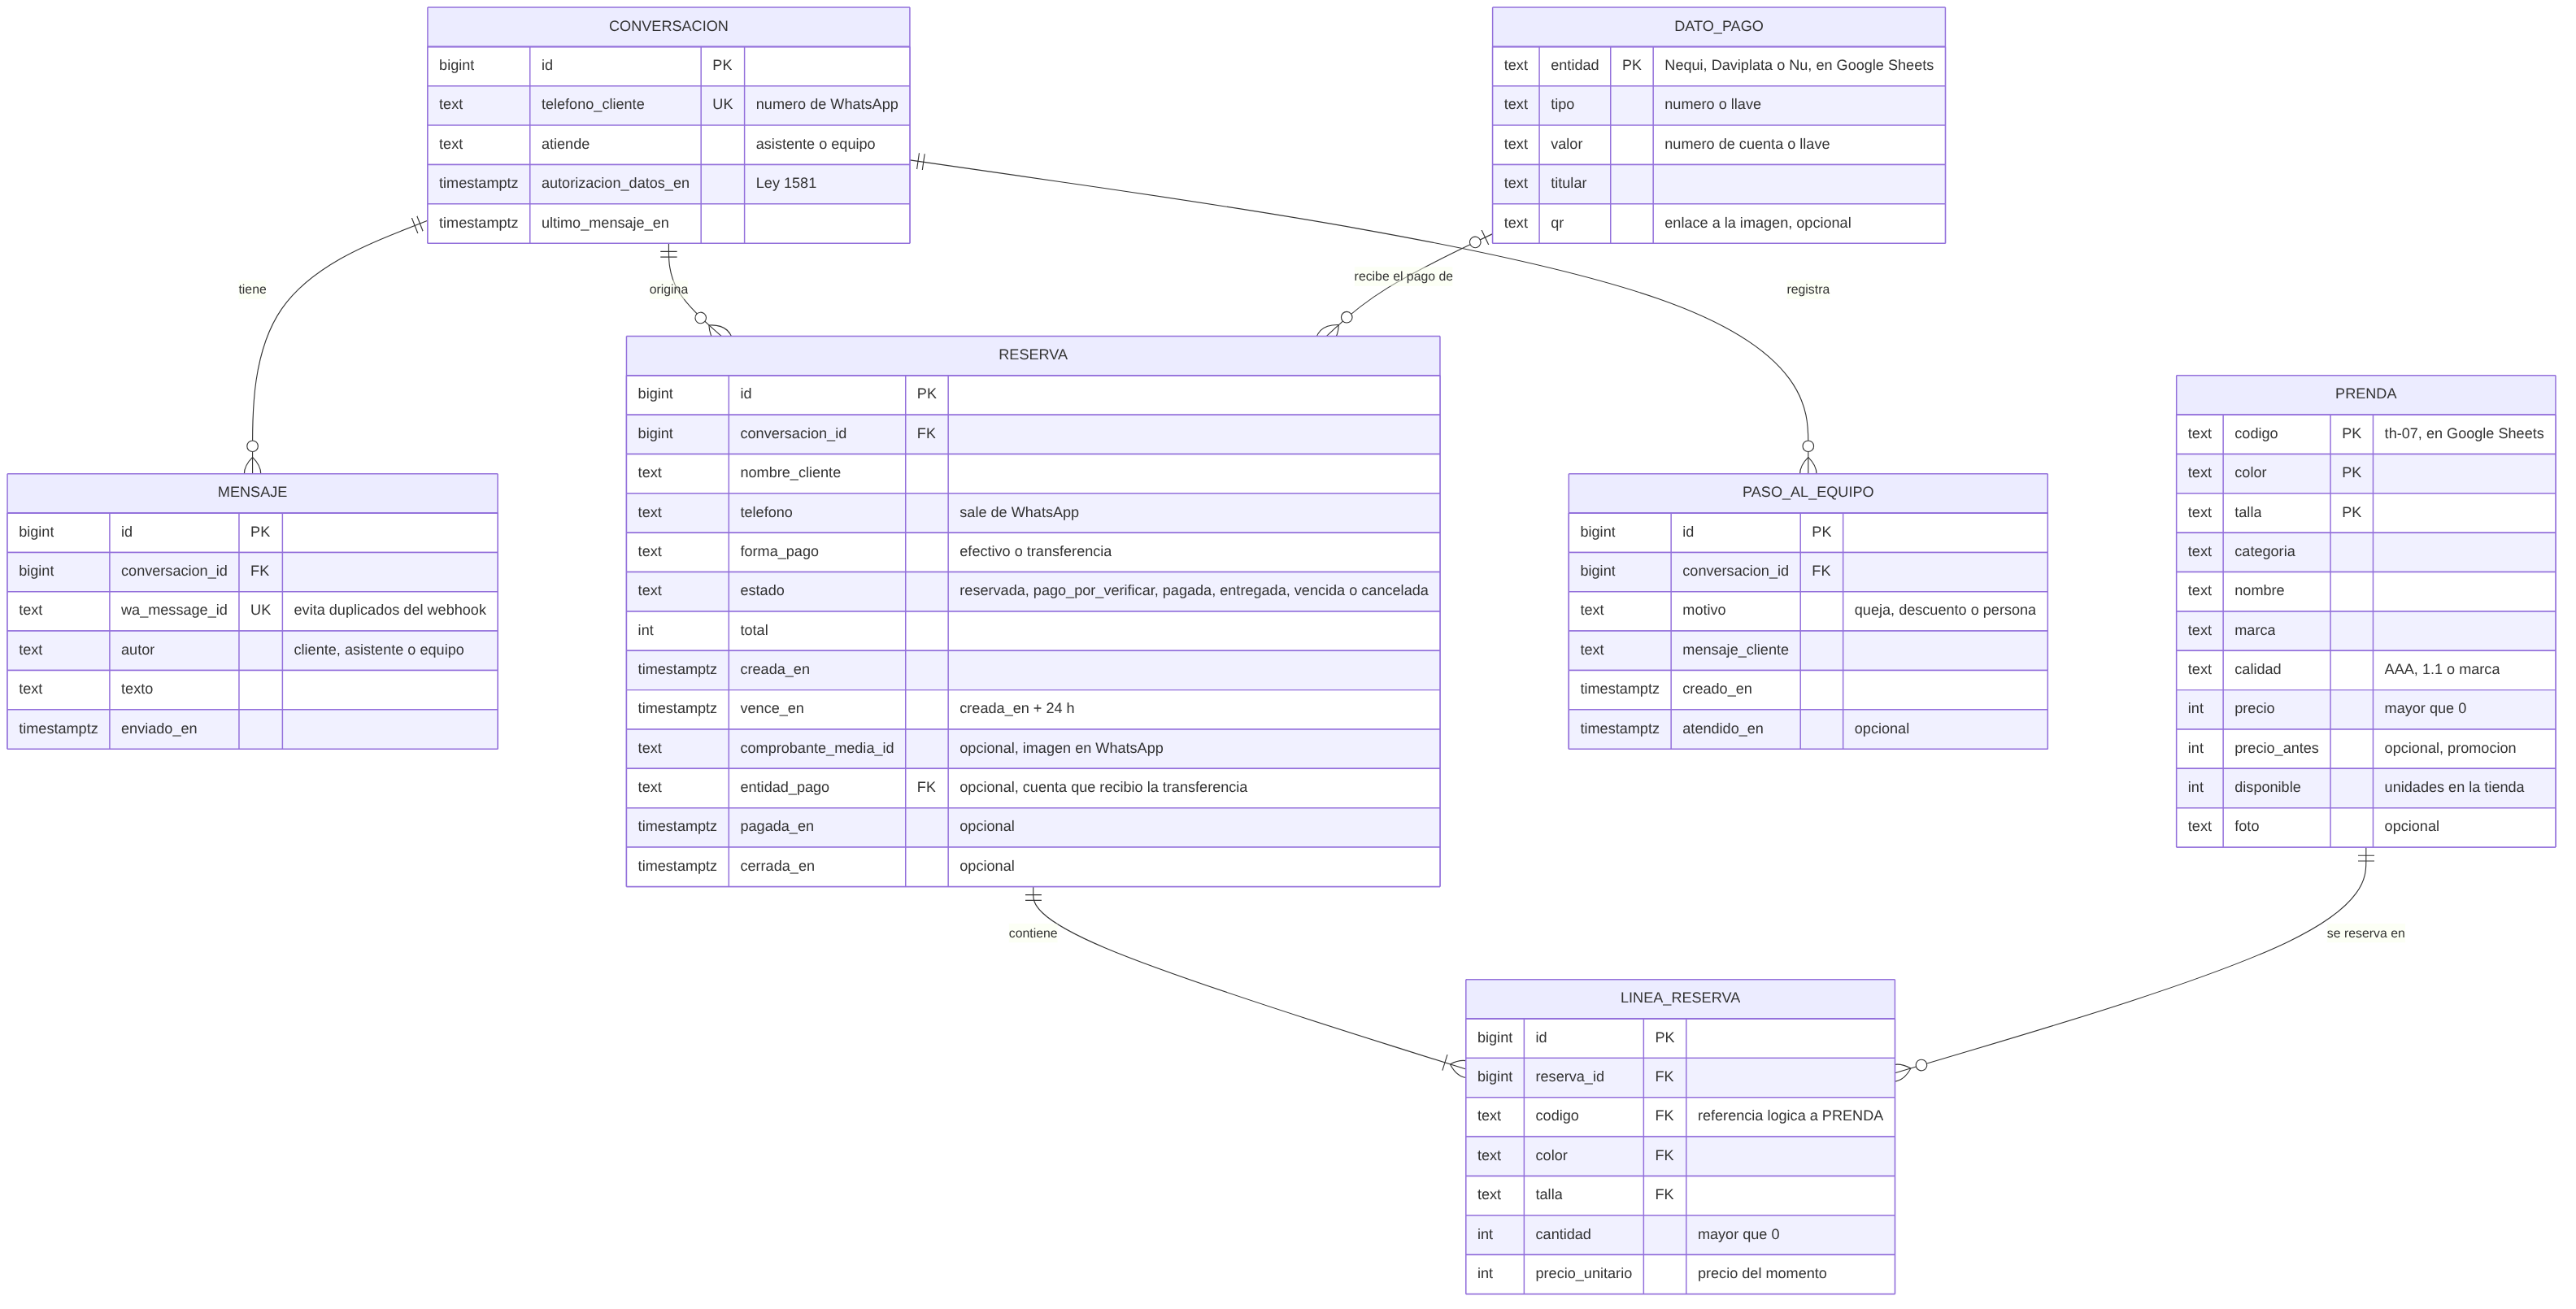 CONVERSACION
bigint id PK
text telefono_cliente UK numero de WhatsApp
text atiende asistente o equipo
timestamptz autorizacion_datos_en Ley 1581
timestamptz ultimo_mensaje_en
DATO_PAGO
text entidad PK Nequi, Daviplata o Nu, en Google Sheets
text tipo numero o llave
text valor numero de cuenta o llave
text titular
text qr enlace a la imagen, opcional
tiene
origina
recibe el pago de
registra
MENSAJE
bigint id PK
bigint conversacion_id FK
text wa_message_id UK evita duplicados del webhook
text autor cliente, asistente o equipo
text texto
timestamptz enviado_en
RESERVA
bigint id PK
bigint conversacion_id FK
text nombre_cliente
text telefono sale de WhatsApp
text forma_pago efectivo o transferencia
text estado reservada, pago_por_verificar, pagada, entregada, vencida o cancelada
int total
timestamptz creada_en
timestamptz vence_en creada_en + 24 h
text comprobante_media_id opcional, imagen en WhatsApp
text entidad_pago FK opcional, cuenta que recibio la transferencia
timestamptz pagada_en opcional
timestamptz cerrada_en opcional
PASO_AL_EQUIPO
bigint id PK
bigint conversacion_id FK
text motivo queja, descuento o persona
text mensaje_cliente
timestamptz creado_en
timestamptz atendido_en opcional
PRENDA
text codigo PK th-07, en Google Sheets
text color PK
text talla PK
text categoria
text nombre
text marca
text calidad AAA, 1.1 o marca
int precio mayor que 0
int precio_antes opcional, promocion
int disponible unidades en la tienda
text foto opcional
contiene
se reserva en
LINEA_RESERVA
bigint id PK
bigint reserva_id FK
text codigo FK referencia logica a PRENDA
text color FK
text talla FK
int cantidad mayor que 0
int precio_unitario precio del momento